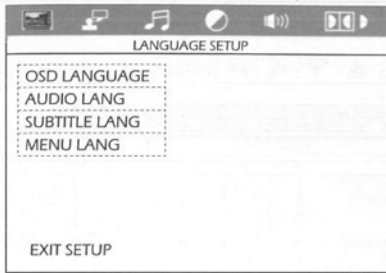 LANGUAGE SETUP
OSD LANGUAGE
AUDIO LANG
SUBTITLE LANG
MENU LANG
EXIT SETUP